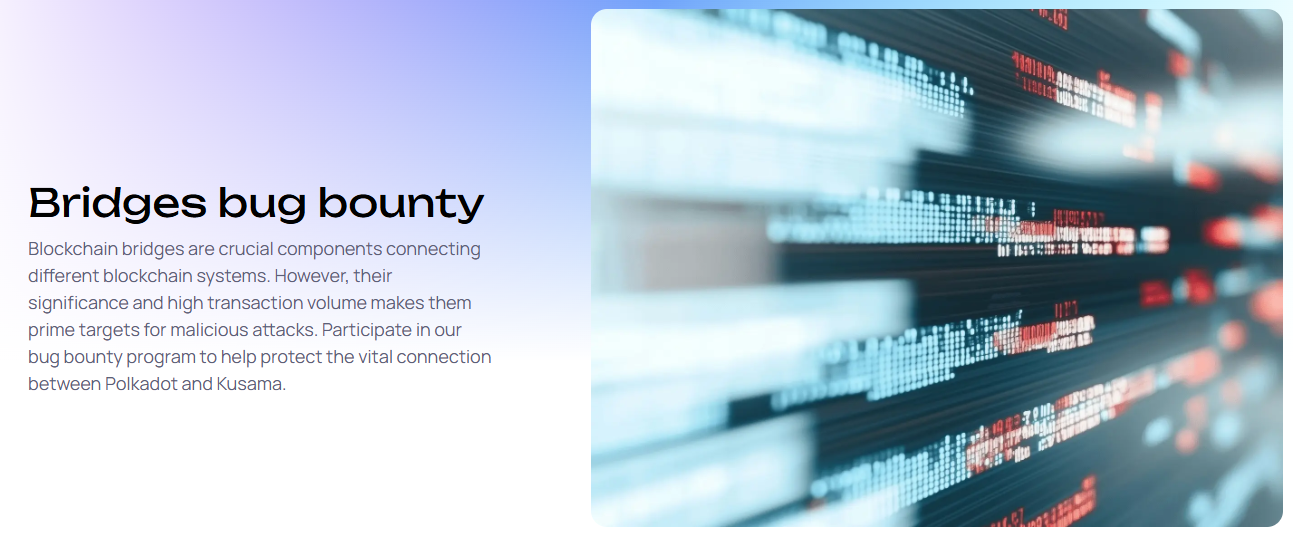 Bridges bug bounty
Blockchain bridges are crucial components connecting
different blockchain systems. However, their
significance and high transaction volume makes them
prime targets for malicious attacks. Participate in our
bug bounty program to help protect the vital connection
between Polkadot and Kusama.